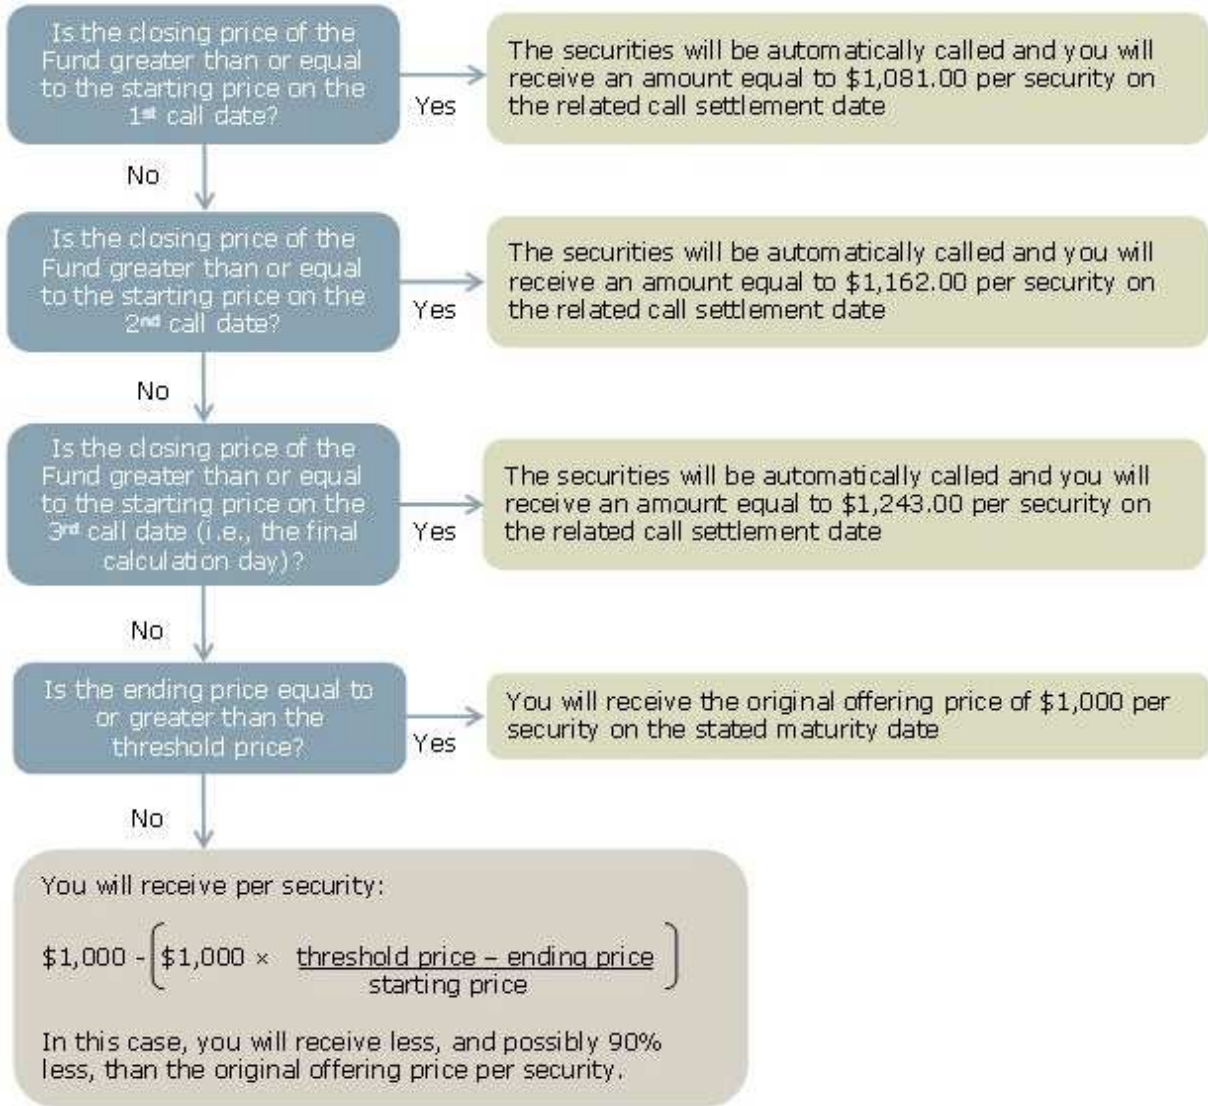 Is the closing price of the
Fund greater than or equal
to the starting price on the
1st call date?
Yes
The securities will be automatically called and you will
receive an amount equal to $1,081.00 per security on
the related call settlement date
No
Is the closing price of the
Fund greater than or equal
to the starting price on the
2nd call date?
Yes
The securities will be automatically called and you will
receive an amount equal to $1,162.00 per security on
the related call settlement date
No
Is the closing price of the
Fund greater than or equal
to the starting price on the
3rd call date (i.e., the final
calculation day)?
Yes
The securities will be automatically called and you will
receive an amount equal to $1,243.00 per security on
the related call settlement date
No
Is the ending price equal to
or greater than the
threshold price?
Yes
You will receive the original offering price of $1,000 per
security on the stated maturity date
No
You will receive per security:
$1,000 - ($1,000 × threshold price – ending price)
starting price
In this case, you will receive less, and possibly 90%
less, than the original offering price per security.